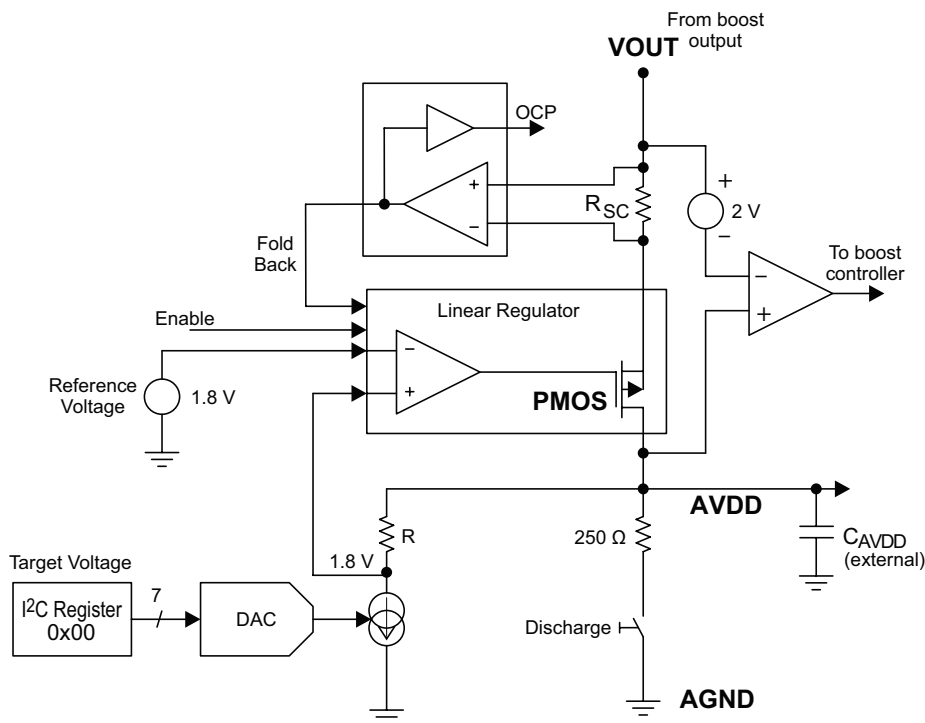 From boost
output
VOUT
OCP
+
−
RSC
+
2 V
−
Fold
Back
To boost
controller
−
+
Linear Regulator
Enable
−
+
Reference
Voltage
1.8 V
PMOS
AVDD
R
250 Ω
CAVDD
(external)
1.8 V
Target Voltage
I2C Register
0x00
7
DAC
Discharge
AGND